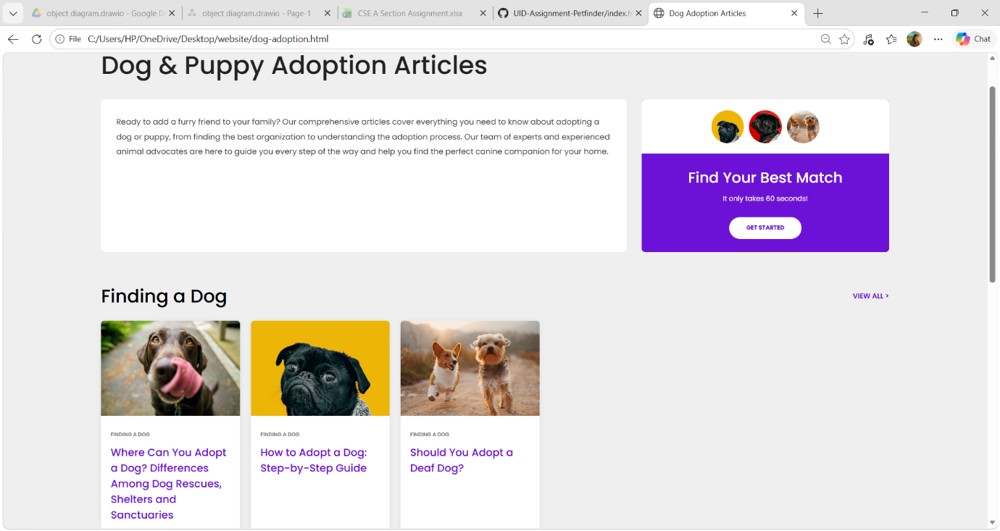 object diagram.drawio - Google D
object diagram.drawio - Page-1
CSE A Section Assignment.xlsx
UID-Assignment-Petfinder/index.h
Dog Adoption Articles
File C:/Users/HP/OneDrive/Desktop/website/dog-adoption.html
Chat
Dog & Puppy Adoption Articles
Ready to add a furry friend to your family? Our comprehensive articles cover everything you need to know about adopting a
dog or puppy, from finding the best organization to understanding the adoption process. Our team of experts and experienced
animal advocates are here to guide you every step of the way and help you find the perfect canine companion for your home.
Find Your Best Match
It only takes 60 seconds!
GET STARTED
Finding a Dog
VIEW ALL >
FINDING A DOG
Where Can You Adopt
a Dog? Differences
Among Dog Rescues,
Shelters and
Sanctuaries
FINDING A DOG
How to Adopt a Dog:
Step-by-Step Guide
FINDING A DOG
Should You Adopt a
Deaf Dog?